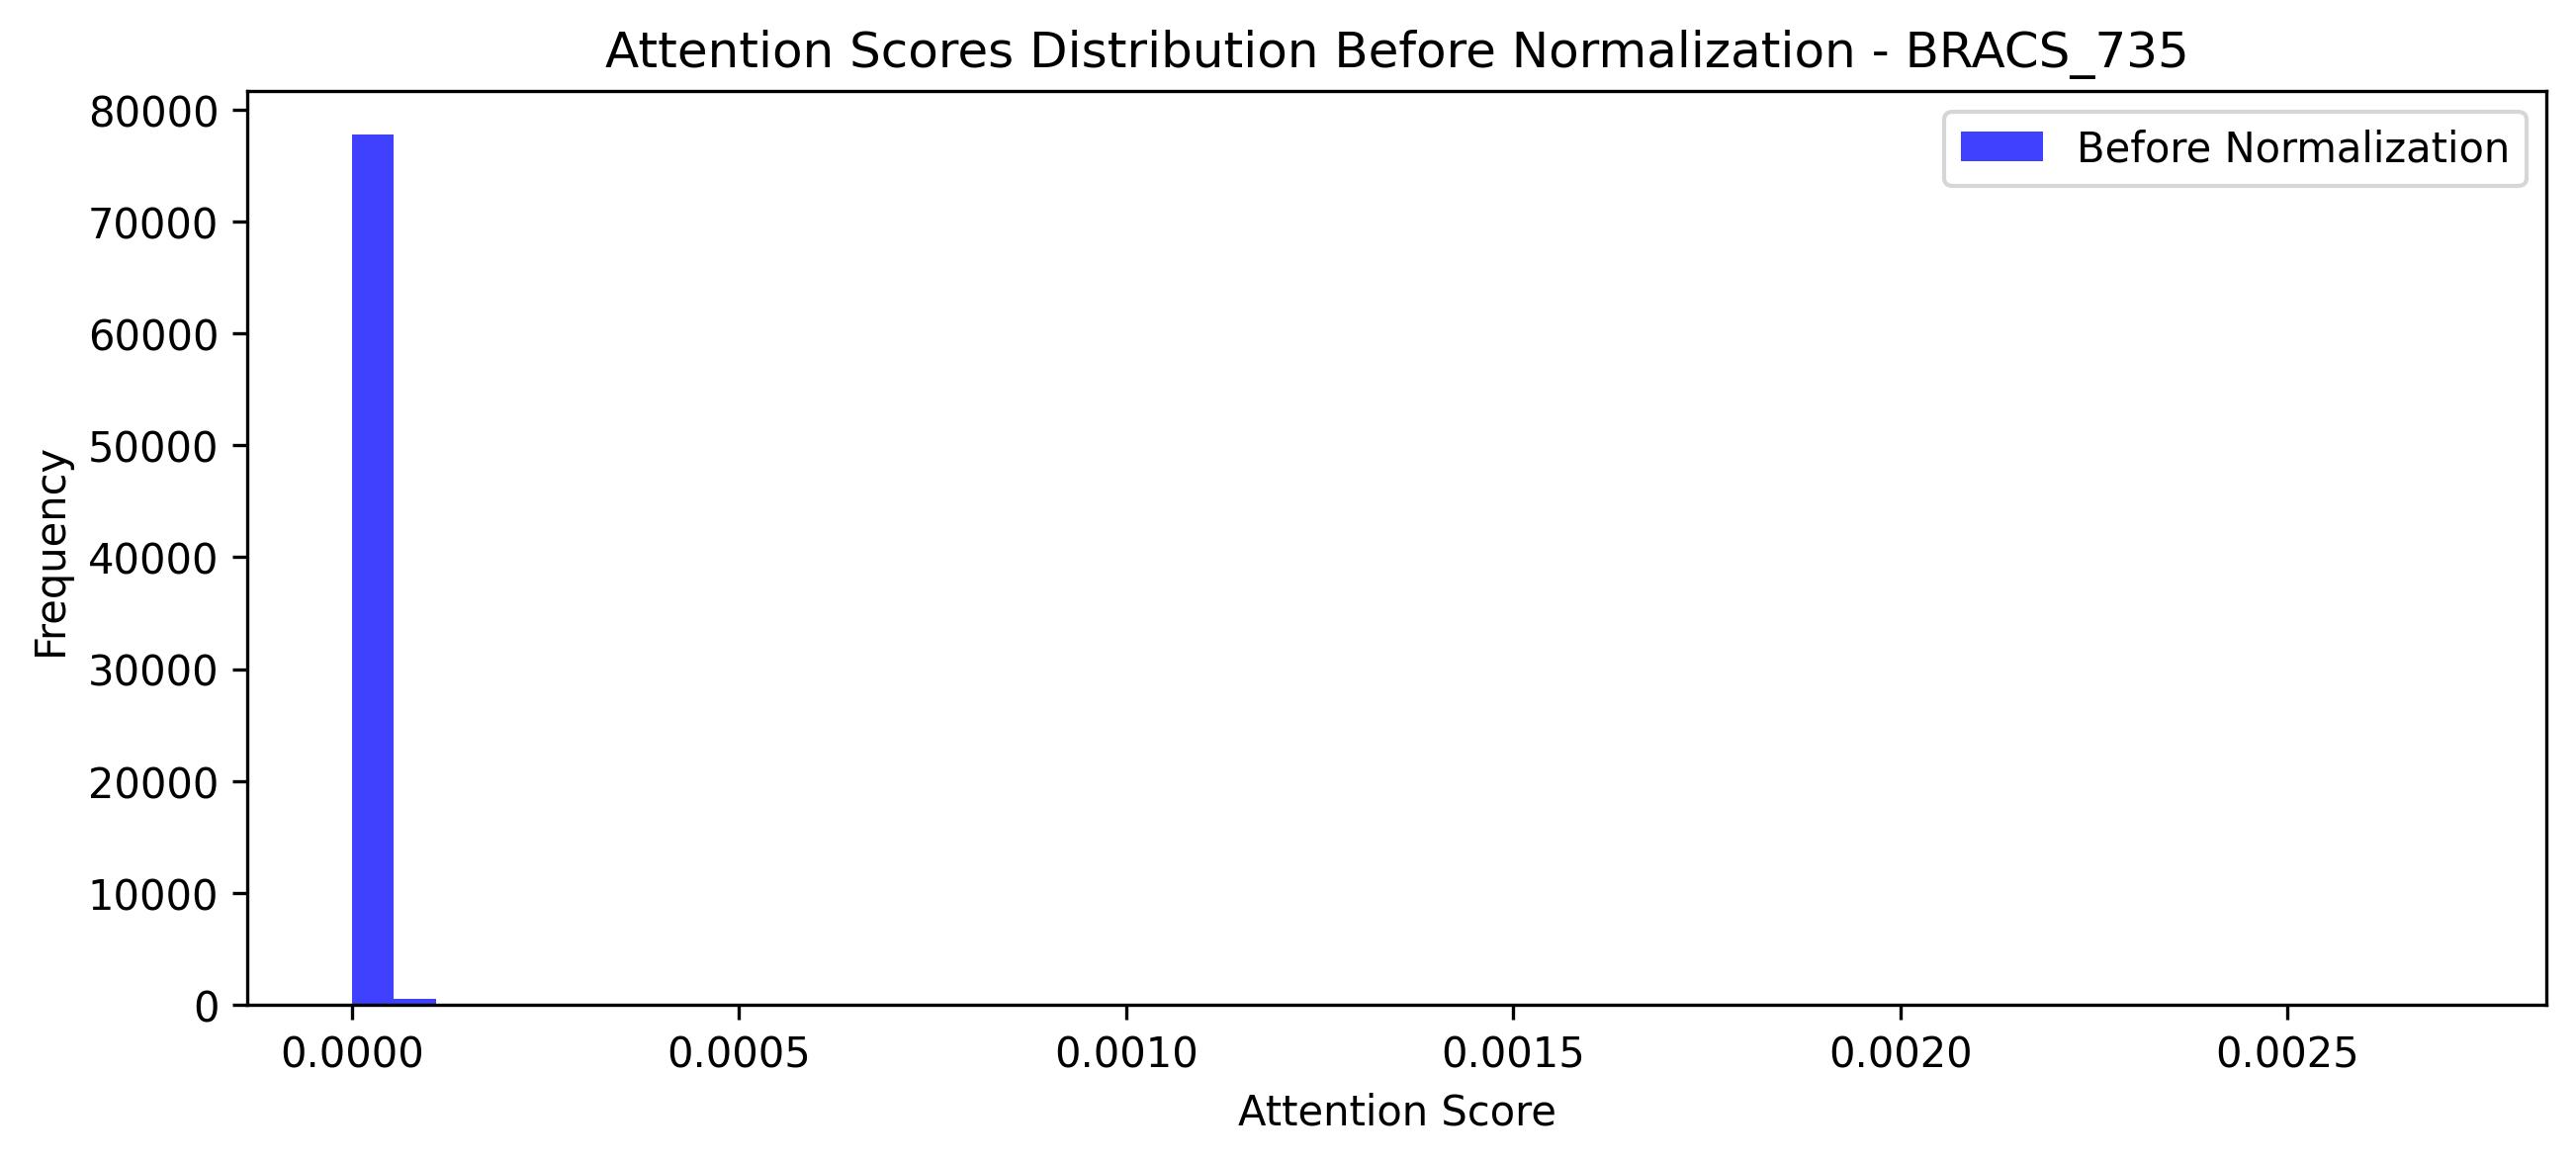 Attention Scores Distribution Before Normalization - BRACS_735
Before Normalization
Frequency
80000
70000
60000
50000
40000
30000
20000
10000
0
0.0000 0.0005 0.0010 0.0015 0.0020 0.0025
Attention Score